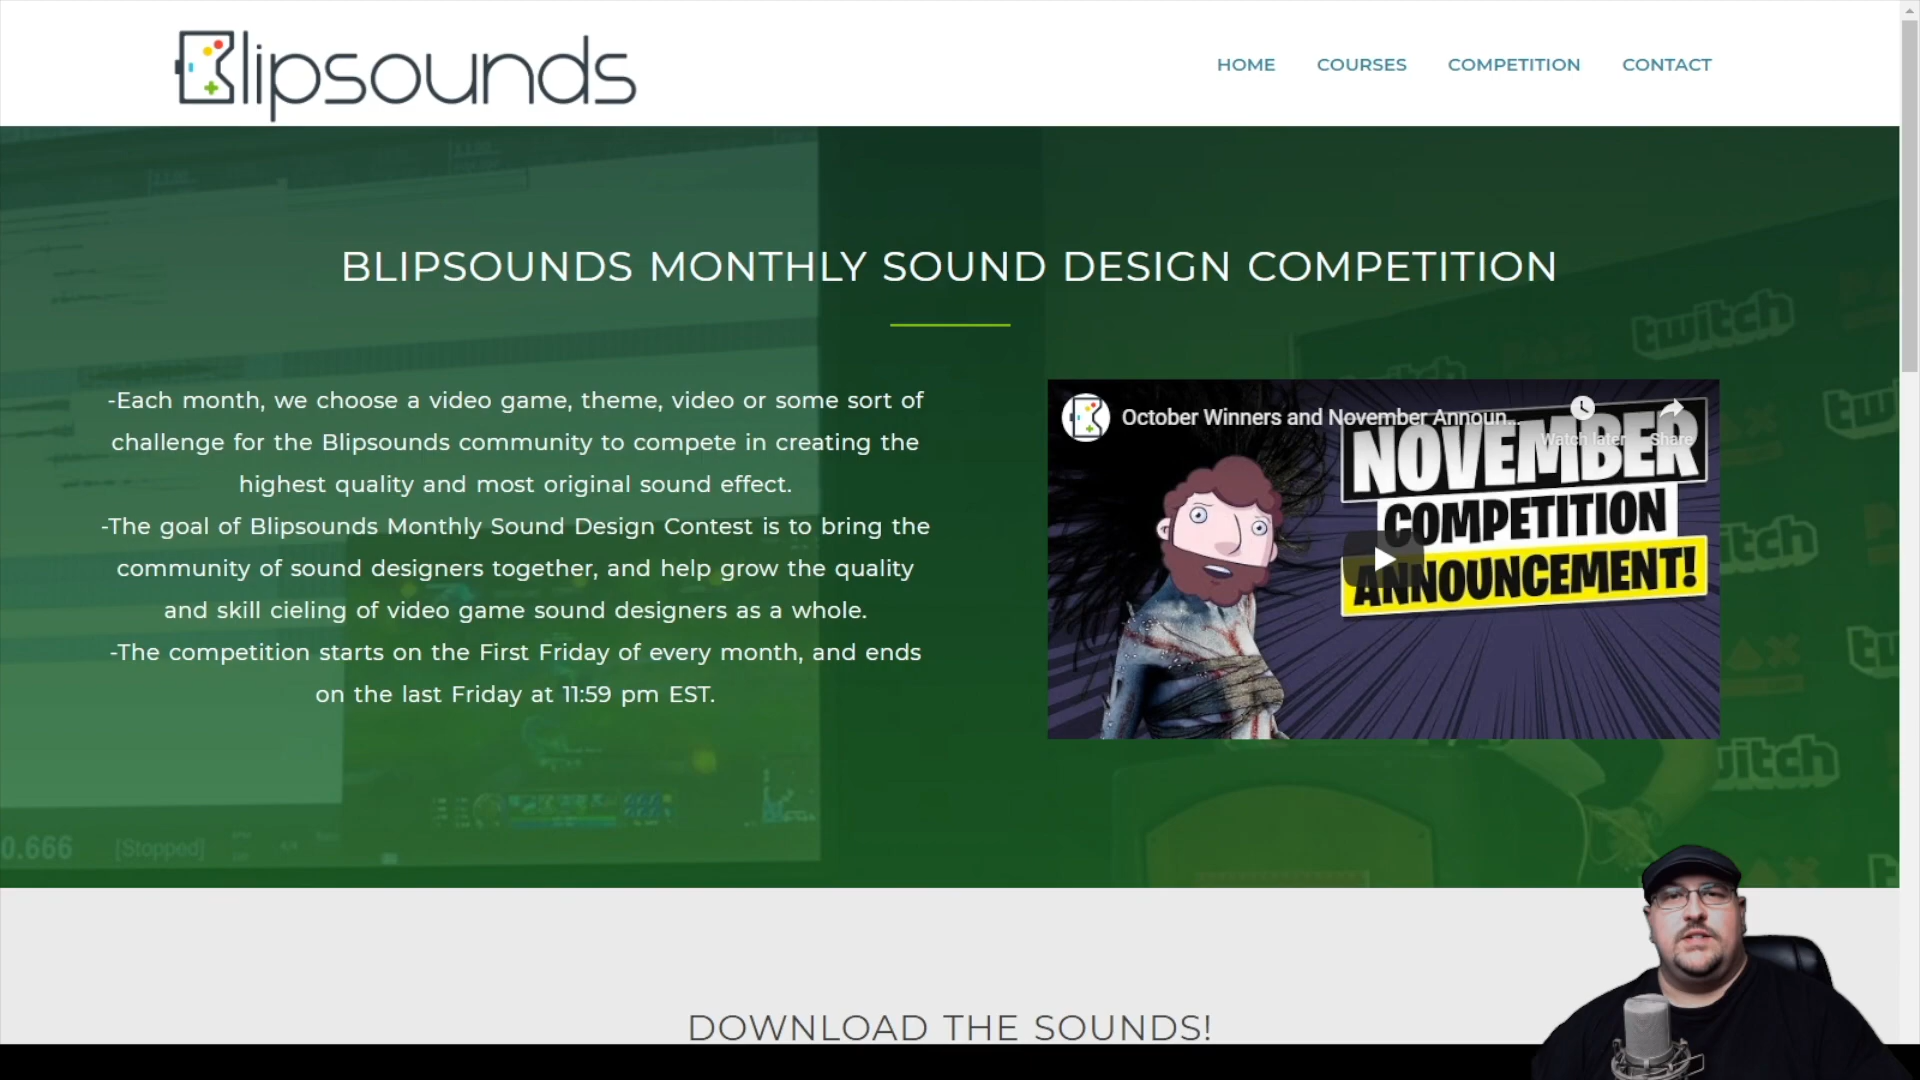 Blipsounds
HOME COURSES COMPETITION CONTACT
BLIPSOUNDS MONTHLY SOUND DESIGN COMPETITION
-Each month, we choose a video game, theme, video or some sort of
challenge for the Blipsounds community to compete in creating the
highest quality and most original sound effect.
-The goal of Blipsounds Monthly Sound Design Contest is to bring the
community of sound designers together, and help grow the quality
and skill cieling of video game sound designers as a whole.
-The competition starts on the First Friday of every month, and ends
on the last Friday at 11:59 pm EST.
October Winners and November Announ...
Watch later Share
NOVEMBER
COMPETITION
ANNOUNCEMENT!
twitch
twitch
0.666 [Stopped] 4/4
DOWNLOAD THE SOUNDS!